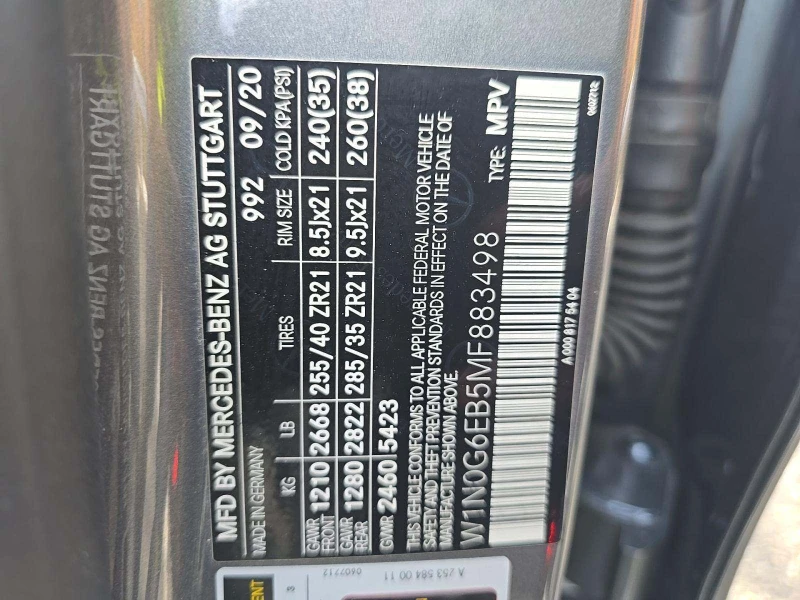 MFD BY MERCEDES-BENZ AG STUTTGART
MADE IN GERMANY 992 09/20
KG LB TIRES RIM SIZE COLD KPA(PSI)
GAWR FRONT 1210 2668 255/40 ZR21 8.5Jx21 240(35)
GAWR REAR 1280 2822 285/35 ZR21 9.5Jx21 260(38)
GVWR 2460 5423
THIS VEHICLE CONFORMS TO ALL APPLICABLE FEDERAL MOTOR VEHICLE
SAFETY AND THEFT PREVENTION STANDARDS IN EFFECT ON THE DATE OF
MANUFACTURE SHOWN ABOVE.
W1N0G6EB5MF883498 TYPE: MPV
A 000 817 54 04
0607712
A 253 584 00 11
0607712
3